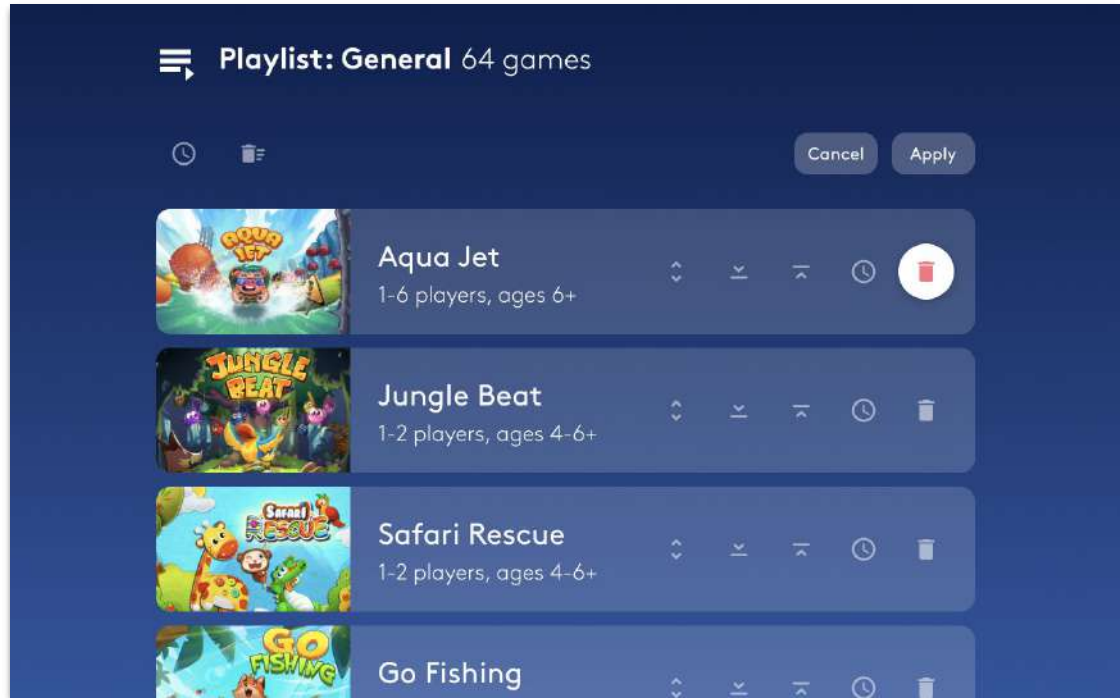 Playlist: General 64 games
Cancel Apply
AQUA
JET
Aqua Jet
1-6 players, ages 6+
JUNGLE
BEAT
Jungle Beat
1-2 players, ages 4-6+
SAFARI
RESCUE
Safari Rescue
1-2 players, ages 4-6+
GO
FISHING
Go Fishing